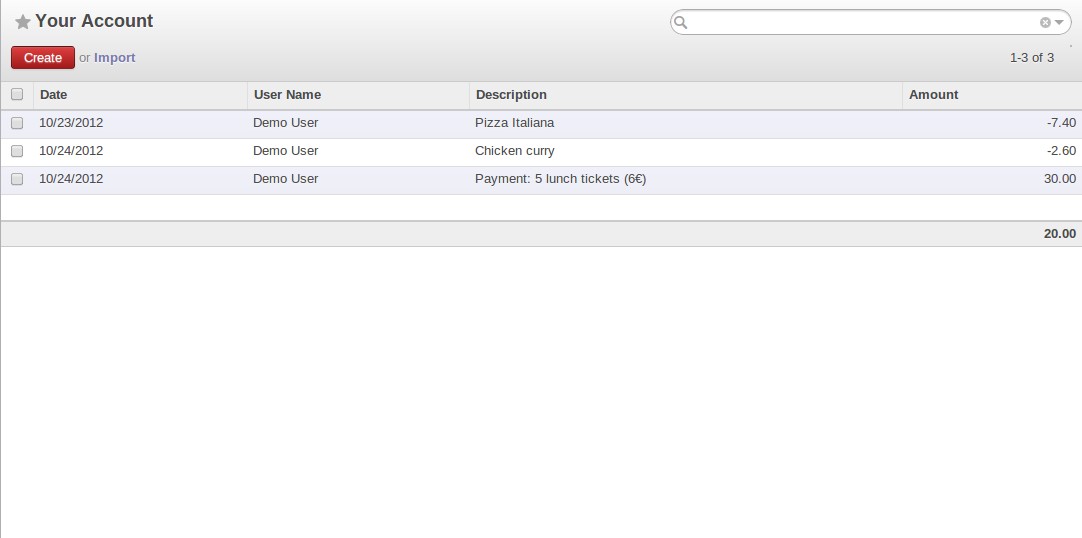 Your Account
Create or Import 1-3 of 3
Date User Name Description Amount
10/23/2012 Demo User Pizza Italiana -7.40
10/24/2012 Demo User Chicken curry -2.60
10/24/2012 Demo User Payment: 5 lunch tickets (6€) 30.00
20.00